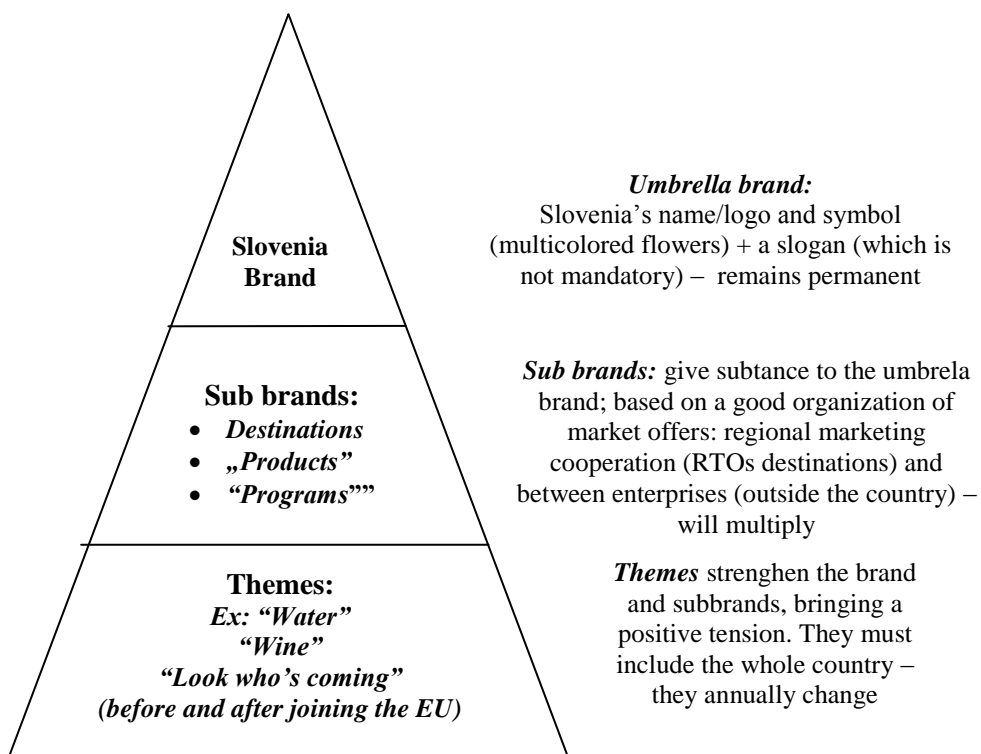 Slovenia
Brand
Umbrella brand:
Slovenia's name/logo and symbol
(multicolored flowers) + a slogan (which is
not mandatory) – remains permanent
Sub brands:
• Destinations
• „Products”
• “Programs””
Sub brands: give subtance to the umbrela
brand; based on a good organization of
market offers: regional marketing
cooperation (RTOs destinations) and
between enterprises (outside the country) –
will multiply
Themes:
Ex: “Water”
“Wine”
“Look who's coming”
(before and after joining the EU)
Themes strenghen the brand
and subbrands, bringing a
positive tension. They must
include the whole country –
they annually change